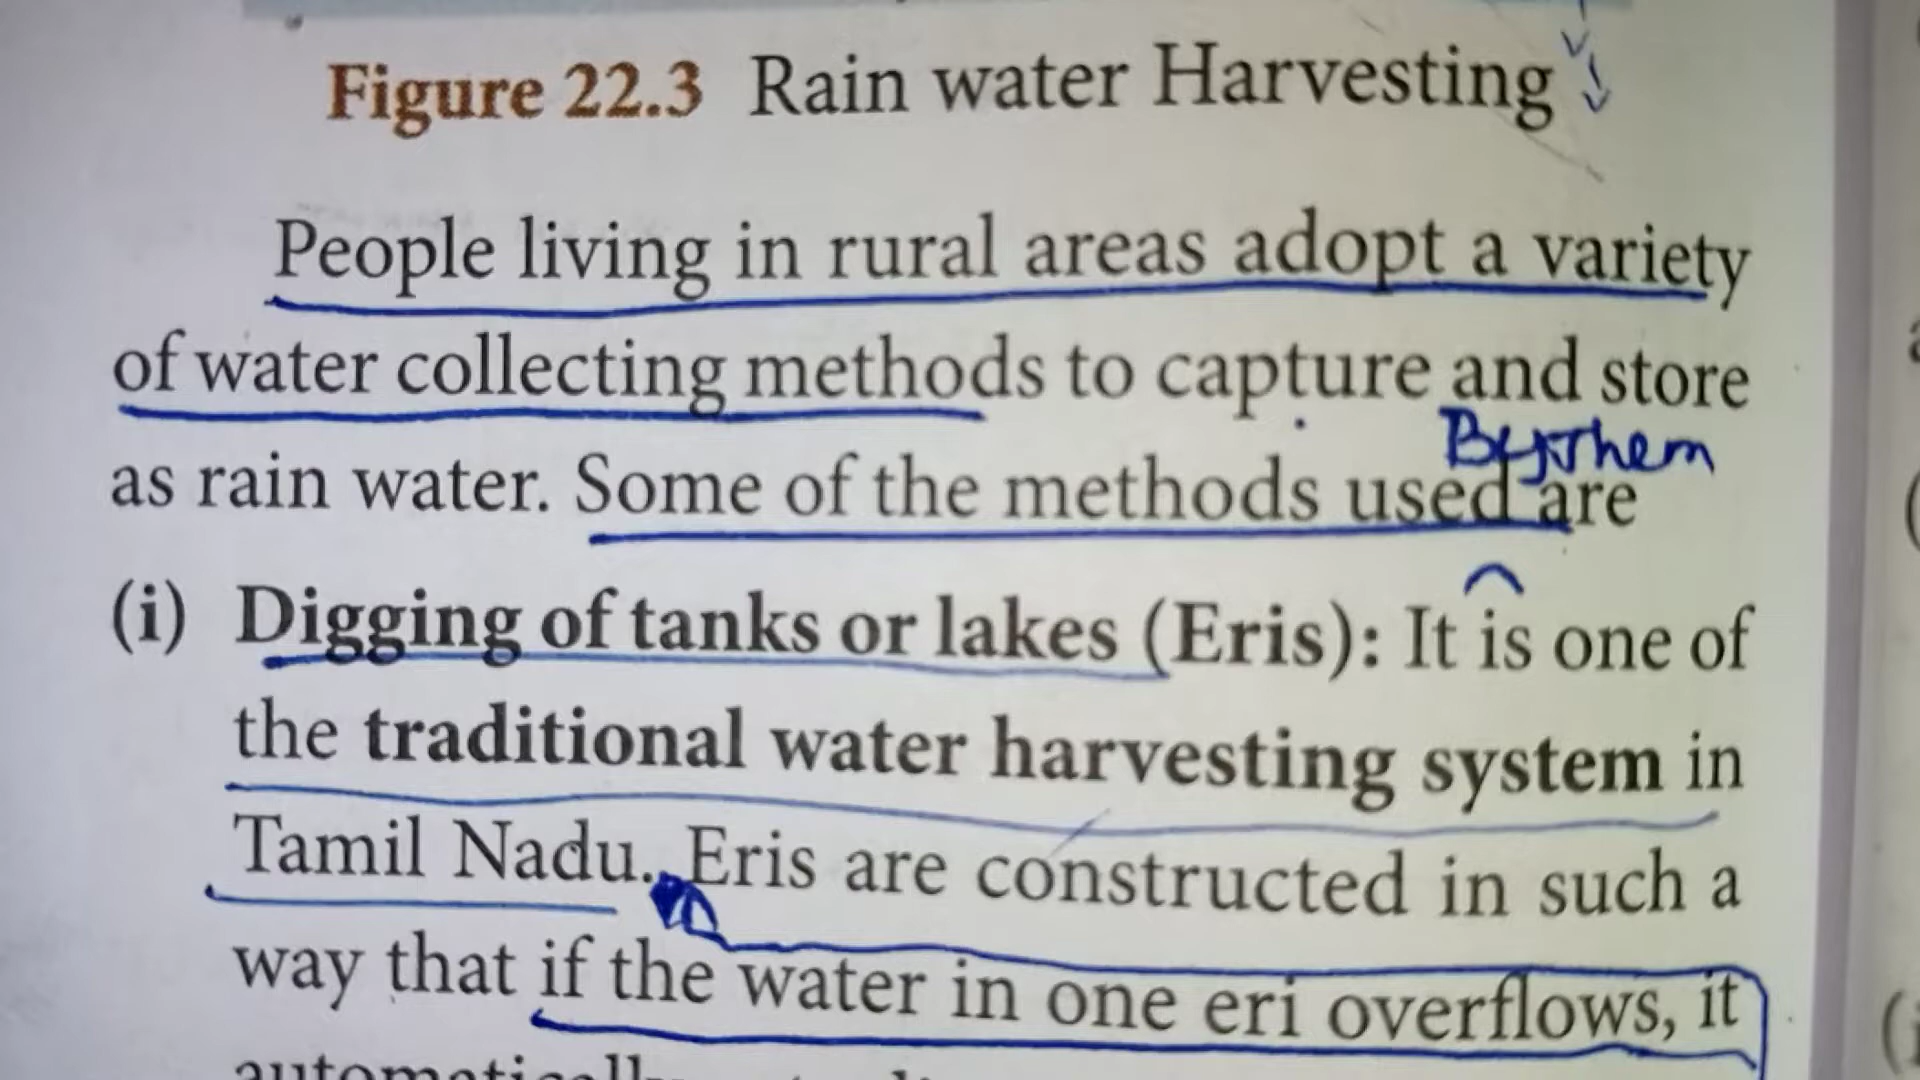 Figure 22.3 Rain water Harvesting
People living in rural areas adopt a variety
of water collecting methods to capture and store
By them
as rain water. Some of the methods used are
(i) Digging of tanks or lakes (Eris): It is one of
the traditional water harvesting system in
Tamil Nadu. Eris are constructed in such a
way that if the water in one eri overflows, it
automatically